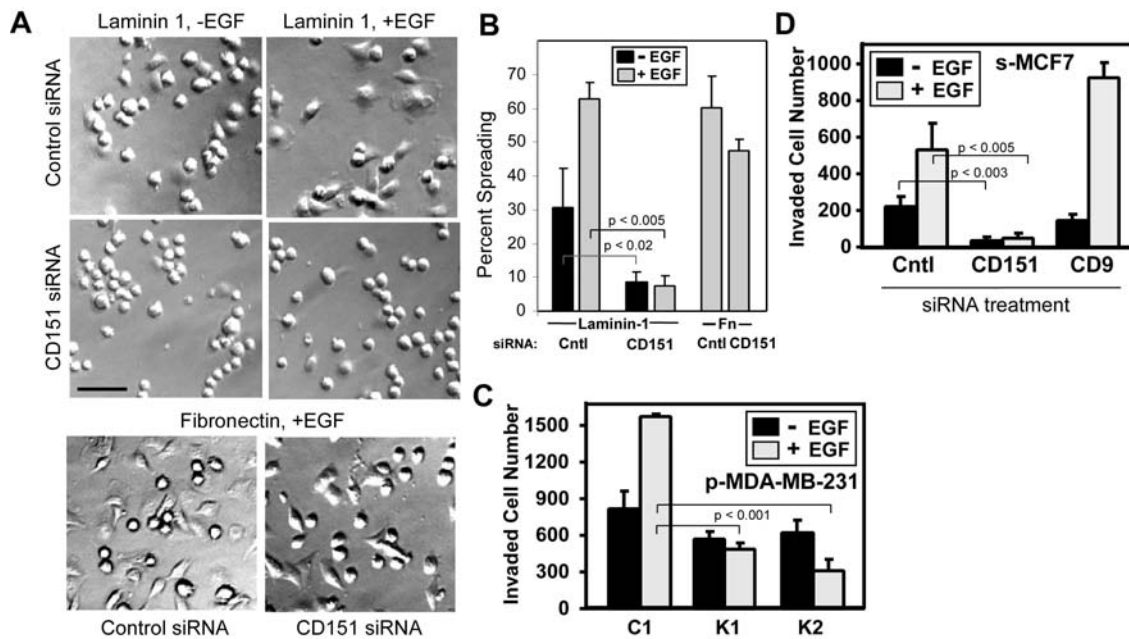 A
Laminin 1, -EGF
Laminin 1, +EGF
Control siRNA
CD151 siRNA
Fibronectin, +EGF
Control siRNA
CD151 siRNA
B
- EGF
+ EGF
Percent Spreading
70
60
50
40
30
20
10
0
p < 0.005
p < 0.02
Laminin-1
Fn
siRNA:
Cntl
CD151
Cntl CD151
D
- EGF
+ EGF
s-MCF7
Invaded Cell Number
1000
800
600
400
200
0
p < 0.005
p < 0.003
Cntl
CD151
CD9
siRNA treatment
C
Invaded Cell Number
1500
1200
900
600
300
0
- EGF
+ EGF
p-MDA-MB-231
p < 0.001
C1
K1
K2